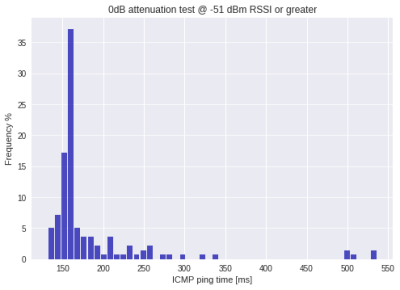 0dB attenuation test @ -51 dBm RSSI or greater
Frequency %
35
30
25
20
15
10
5
0
150 200 250 300 350 400 450 500 550
ICMP ping time [ms]